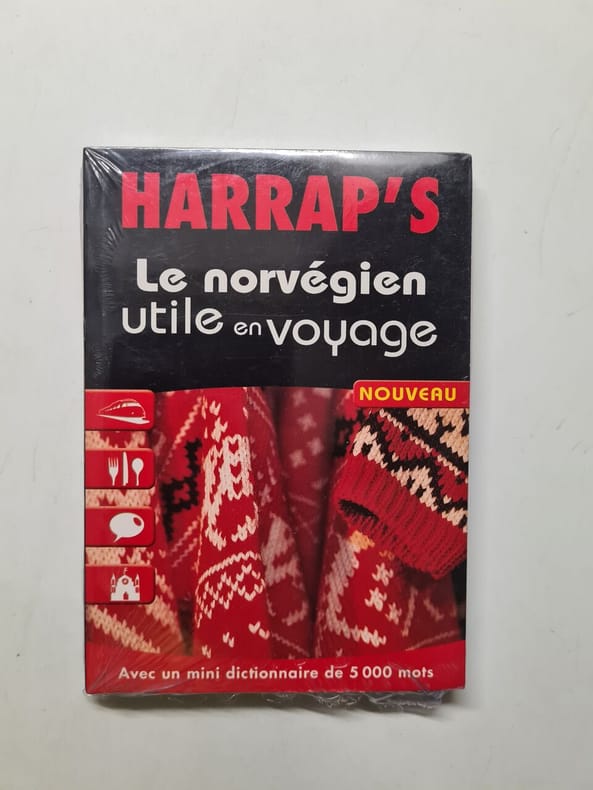 HARRAP'S
Le norvégien
utile en voyage
NOUVEAU
Avec un mini dictionnaire de 5 000 mots